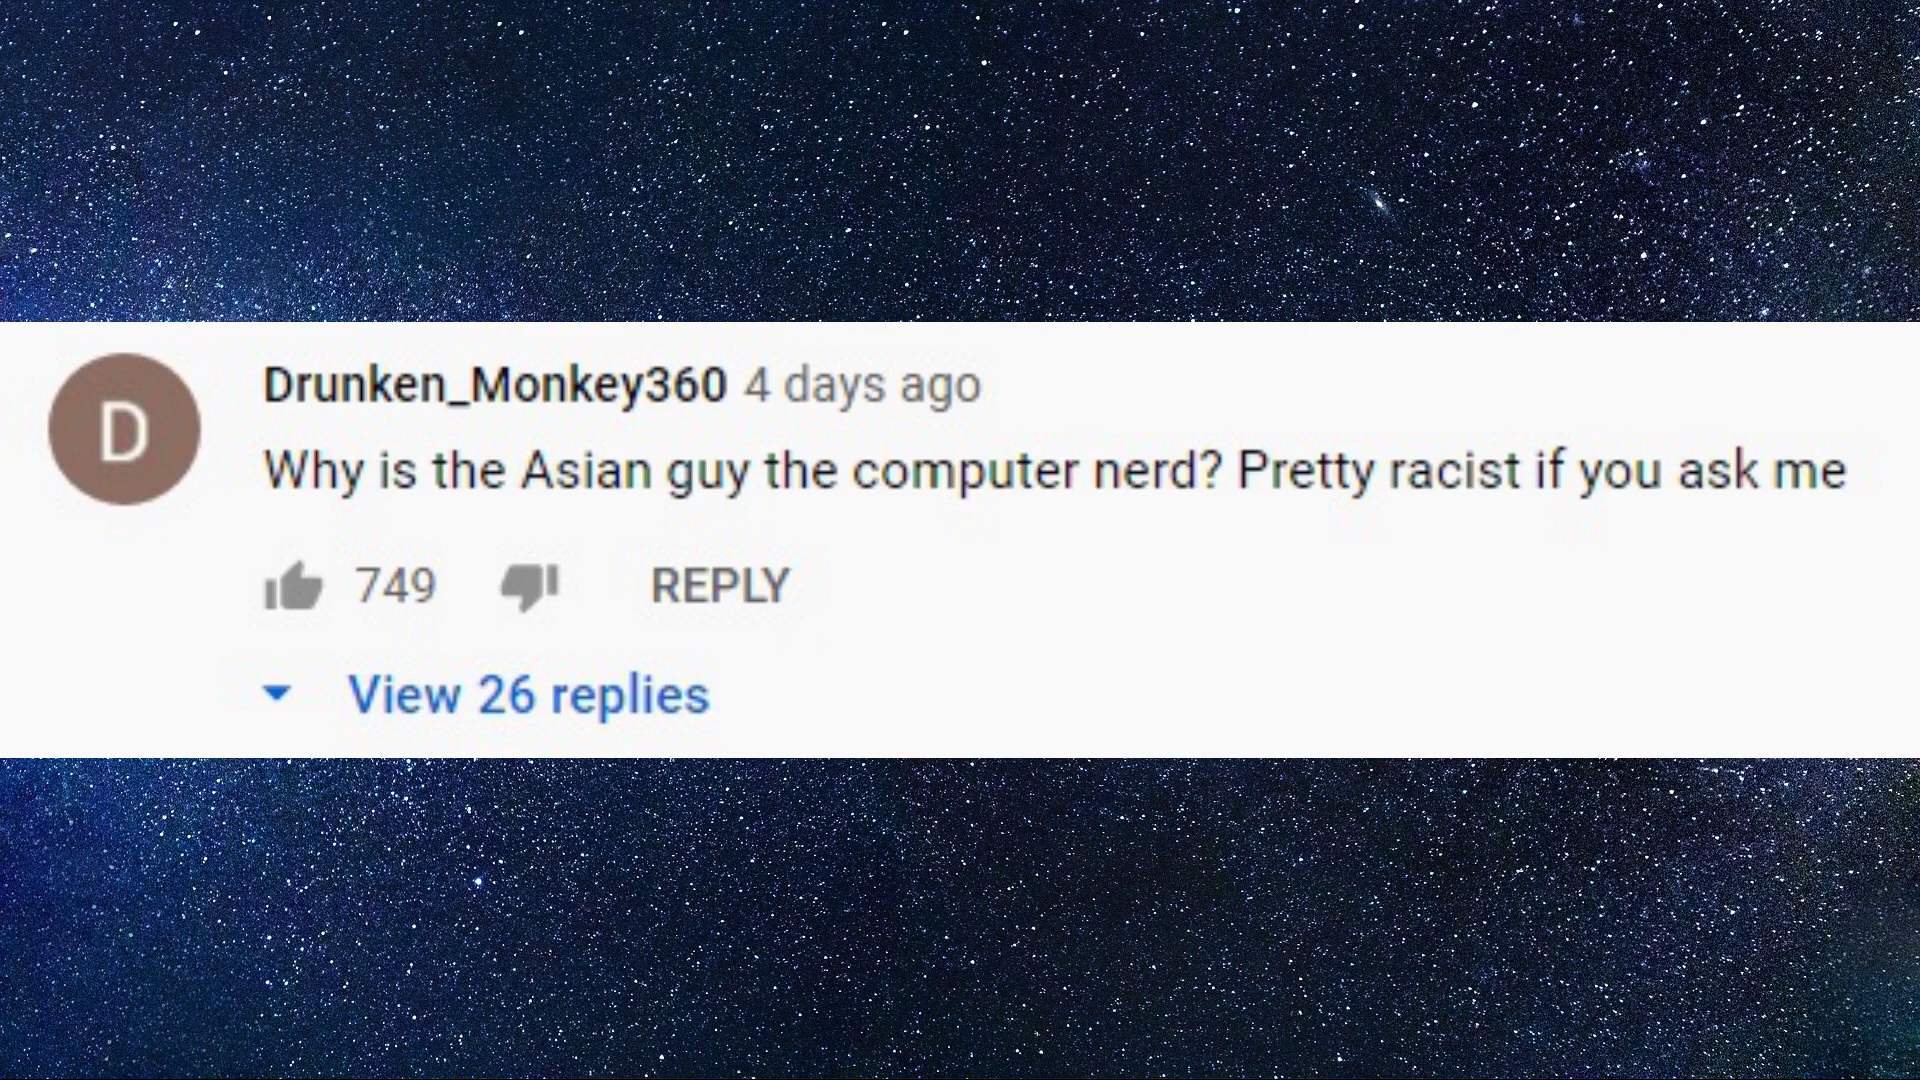 D
Drunken_Monkey360 4 days ago
Why is the Asian guy the computer nerd? Pretty racist if you ask me
749 REPLY
View 26 replies